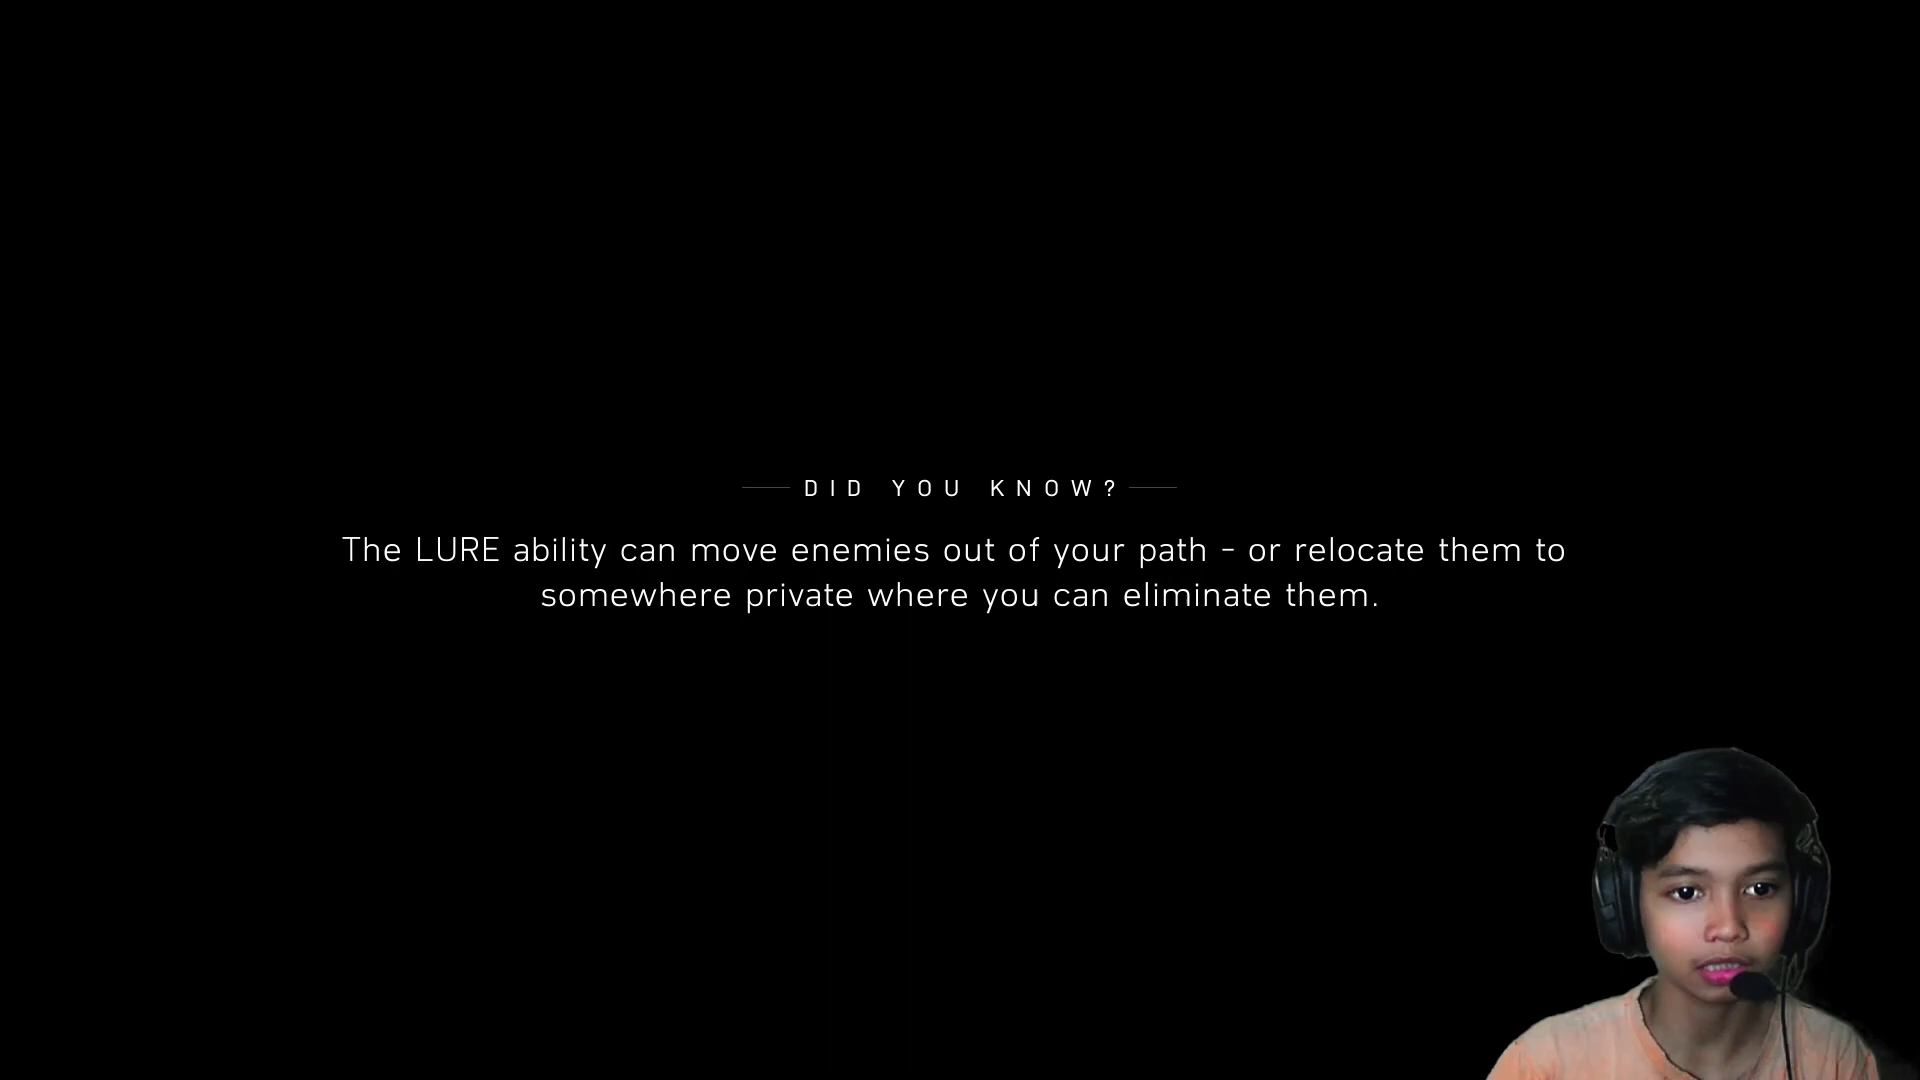 DID YOU KNOW?
The LURE ability can move enemies out of your path - or relocate them to
somewhere private where you can eliminate them.